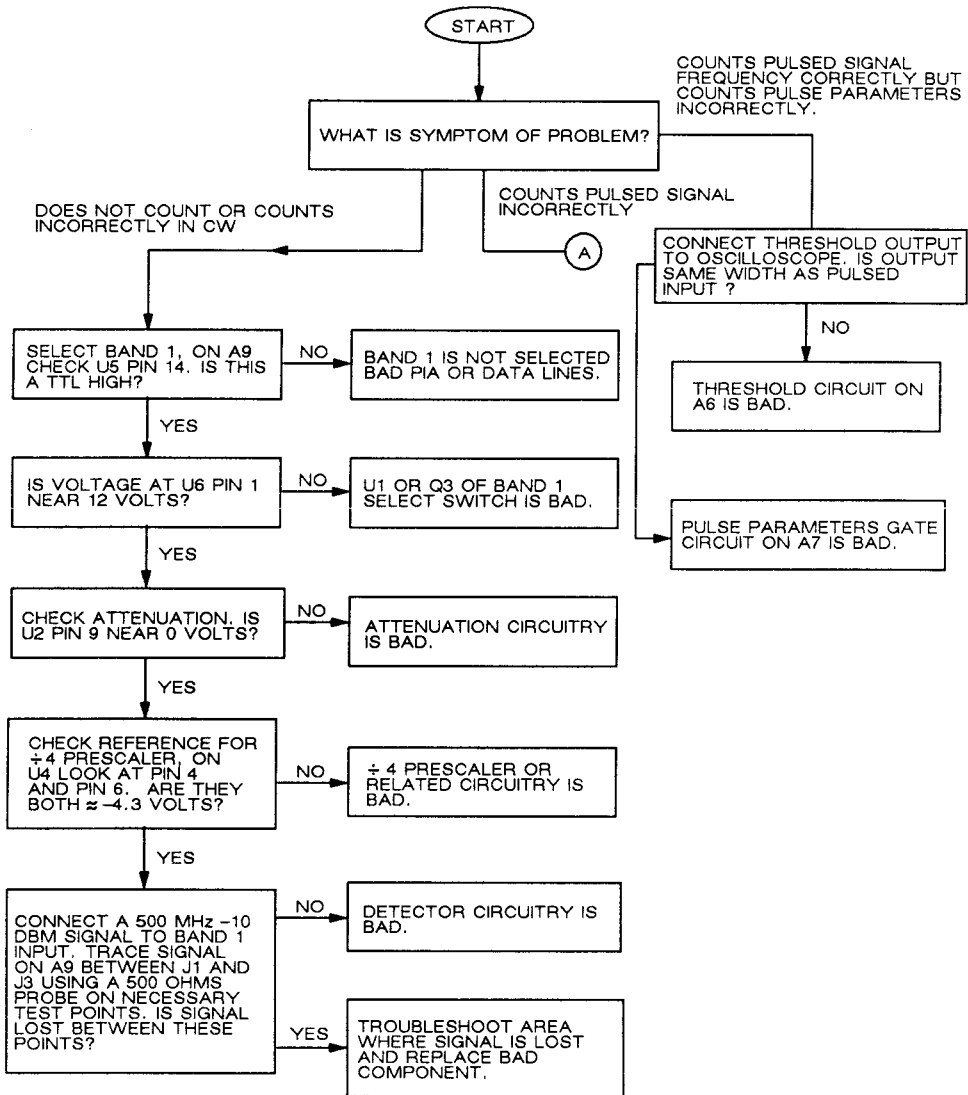 START
COUNTS PULSED SIGNAL
FREQUENCY CORRECTLY BUT
COUNTS PULSE PARAMETERS
INCORRECTLY.
WHAT IS SYMPTOM OF PROBLEM?
DOES NOT COUNT OR COUNTS
INCORRECTLY IN CW
COUNTS PULSED SIGNAL
INCORRECTLY
A
CONNECT THRESHOLD OUTPUT
TO OSCILLOSCOPE. IS OUTPUT
SAME WIDTH AS PULSED
INPUT ?
NO
THRESHOLD CIRCUIT ON
A6 IS BAD.
PULSE PARAMETERS GATE
CIRCUIT ON A7 IS BAD.
SELECT BAND 1, ON A9
CHECK U5 PIN 14. IS THIS
A TTL HIGH?
NO
BAND 1 IS NOT SELECTED
BAD PIA OR DATA LINES.
YES
IS VOLTAGE AT U6 PIN 1
NEAR 12 VOLTS?
NO
U1 OR Q3 OF BAND 1
SELECT SWITCH IS BAD.
YES
CHECK ATTENUATION. IS
U2 PIN 9 NEAR 0 VOLTS?
NO
ATTENUATION CIRCUITRY
IS BAD.
YES
CHECK REFERENCE FOR
÷4 PRESCALER, ON
U4 LOOK AT PIN 4
AND PIN 6. ARE THEY
BOTH ≈ -4.3 VOLTS?
NO
÷ 4 PRESCALER OR
RELATED CIRCUITRY IS
BAD.
YES
CONNECT A 500 MHz -10
DBM SIGNAL TO BAND 1
INPUT. TRACE SIGNAL
ON A9 BETWEEN J1 AND
J3 USING A 500 OHMS
PROBE ON NECESSARY
TEST POINTS. IS SIGNAL
LOST BETWEEN THESE
POINTS?
NO
DETECTOR CIRCUITRY IS
BAD.
YES
TROUBLESHOOT AREA
WHERE SIGNAL IS LOST
AND REPLACE BAD
COMPONENT.